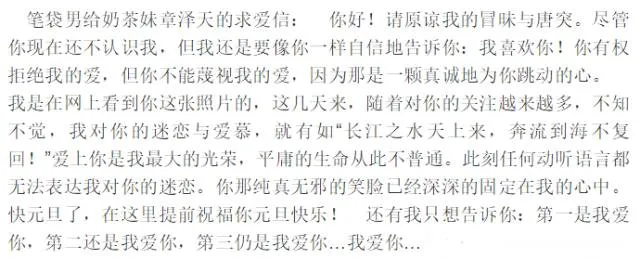 笔袋男给奶茶妹章泽天的求爱信： 你好！请原谅我的冒昧与唐突。尽管
你现在还不认识我，但我还是要像你一样自信地告诉你：我喜欢你！你有权
拒绝我的爱，但你不能蔑视我的爱，因为那是一颗真诚地为你跳动的心。
我是在网上看到你这张照片的，这几天来，随着对你的关注越来越多，不知
不觉，我对你的迷恋与爱慕，就有如“长江之水天上来，奔流到海不复
回！”爱上你是我最大的光荣，平庸的生命从此不普通。此刻任何动听语言都
无法表达我对你的迷恋。你那纯真无邪的笑脸已经深深的固定在我的心中。
快元旦了，在这里提前祝福你元旦快乐！ 还有我只想告诉你：第一是我爱
你，第二还是我爱你，第三仍是我爱你…我爱你…